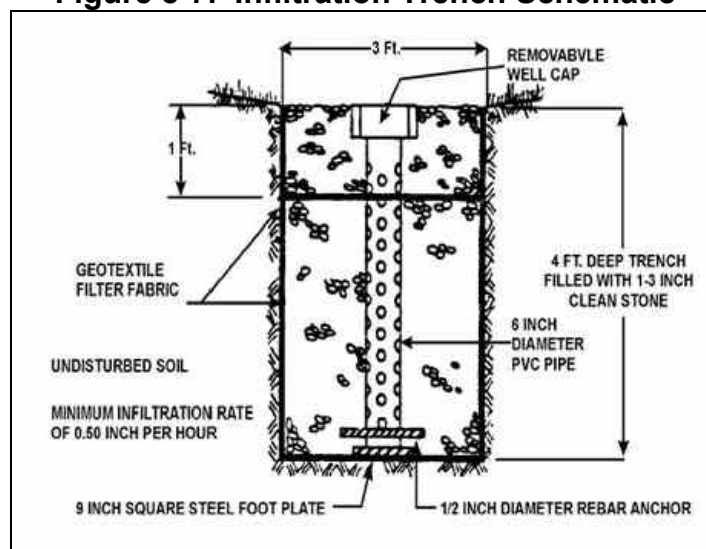 3 Ft.
REMOVABVLE
WELL CAP
1 Ft.
GEOTEXTILE
FILTER FABRIC
4 FT. DEEP TRENCH
FILLED WITH 1-3 INCH
CLEAN STONE
6 INCH
DIAMETER
PVC PIPE
UNDISTURBED SOIL
MINIMUM INFILTRATION RATE
OF 0.50 INCH PER HOUR
9 INCH SQUARE STEEL FOOT PLATE
1/2 INCH DIAMETER REBAR ANCHOR